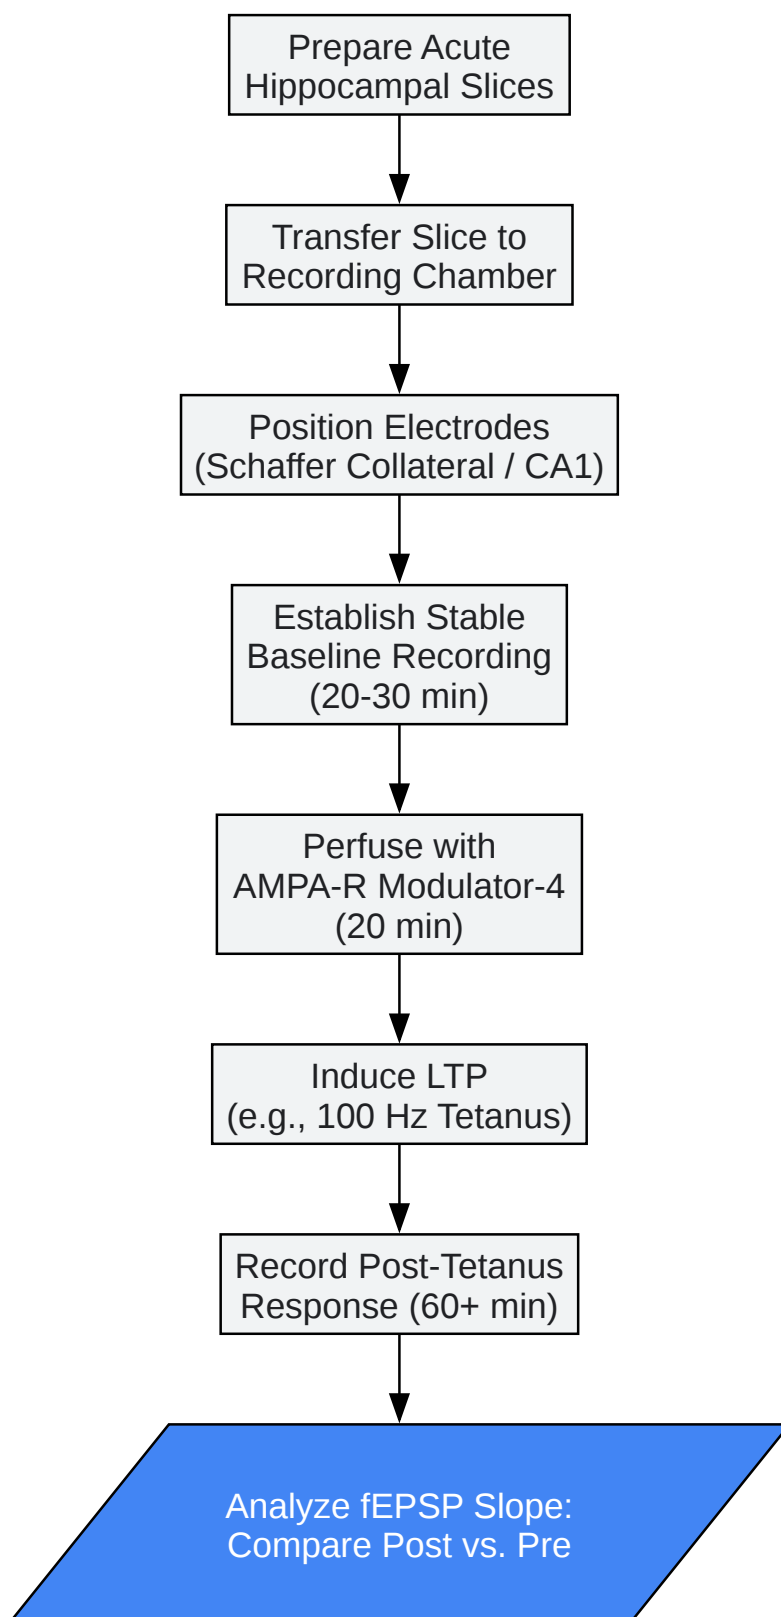 Prepare Acute
Hippocampal Slices
Transfer Slice to
Recording Chamber
Position Electrodes
(Schaffer Collateral / CA1)
Establish Stable
Baseline Recording
(20-30 min)
Perfuse with
AMPA-R Modulator-4
(20 min)
Induce LTP
(e.g., 100 Hz Tetanus)
Record Post-Tetanus
Response (60+ min)
Analyze fEPSP Slope:
Compare Post vs. Pre